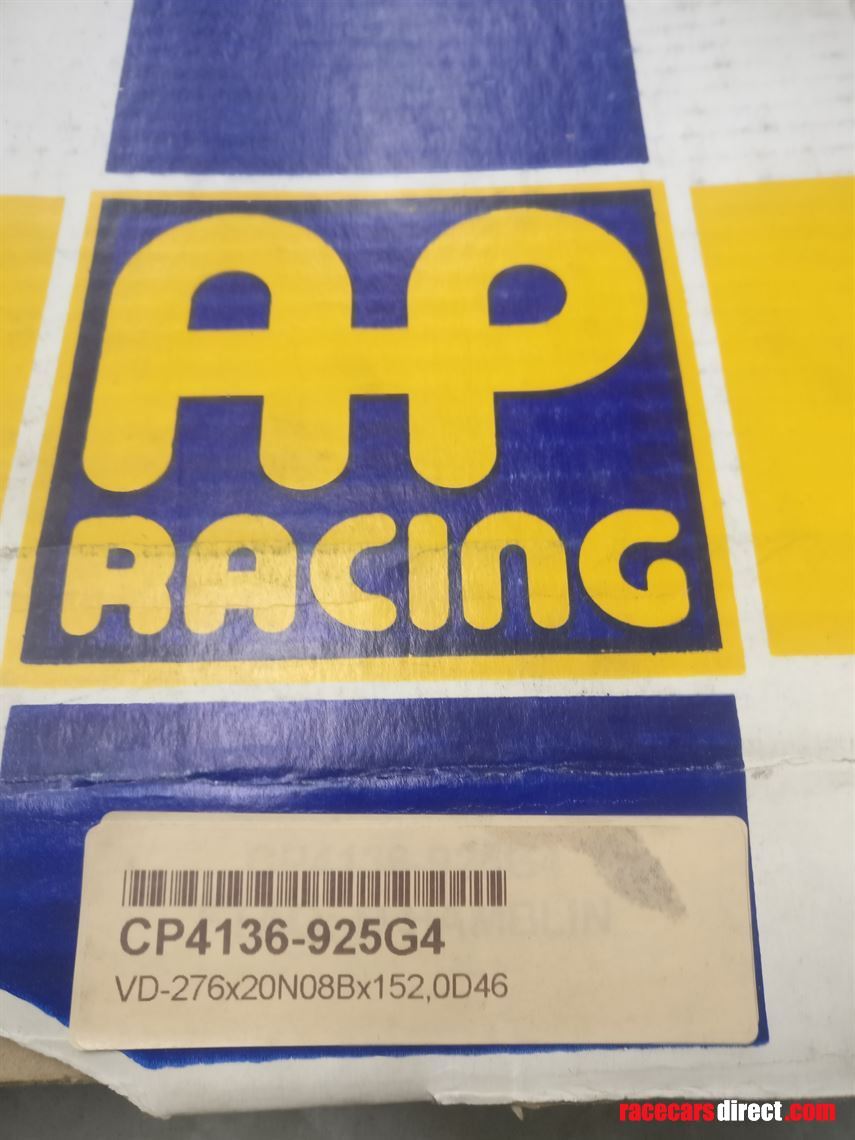 AP
RACING
CP4136-925G4
VD-276x20N08Bx152,0D46
racecarsdirect.com